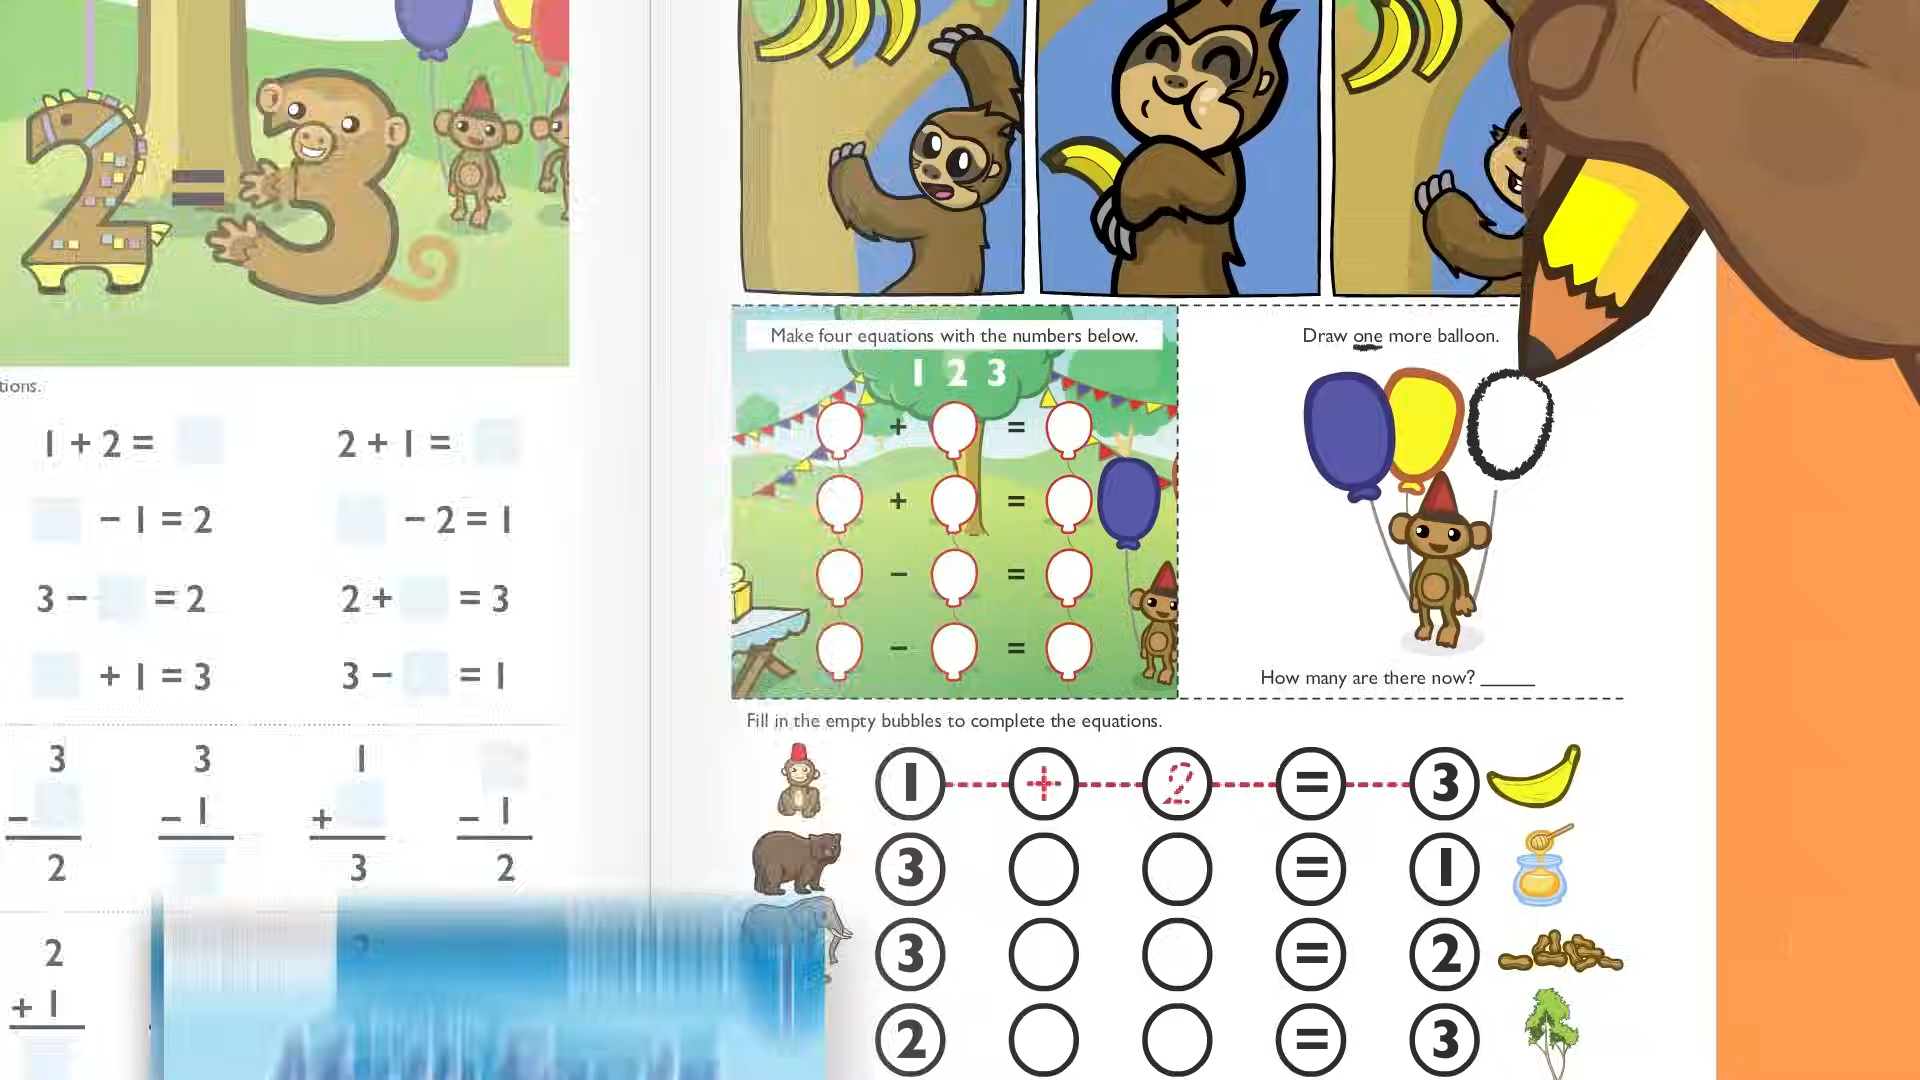 2 = 3
tions.
1 + 2 =
2 + 1 =
− 1 = 2
− 2 = 1
3 − = 2
2 + = 3
+ 1 = 3
3 − = 1
3
−
2
3
− 1
1
+
3
− 1
2
2
+ 1
Make four equations with the numbers below.
1 2 3
+ =
+ =
− =
− =
Draw one more balloon.
How many are there now? _____
Fill in the empty bubbles to complete the equations.
1 + 2 = 3
3 = 1
3 = 2
2 = 3